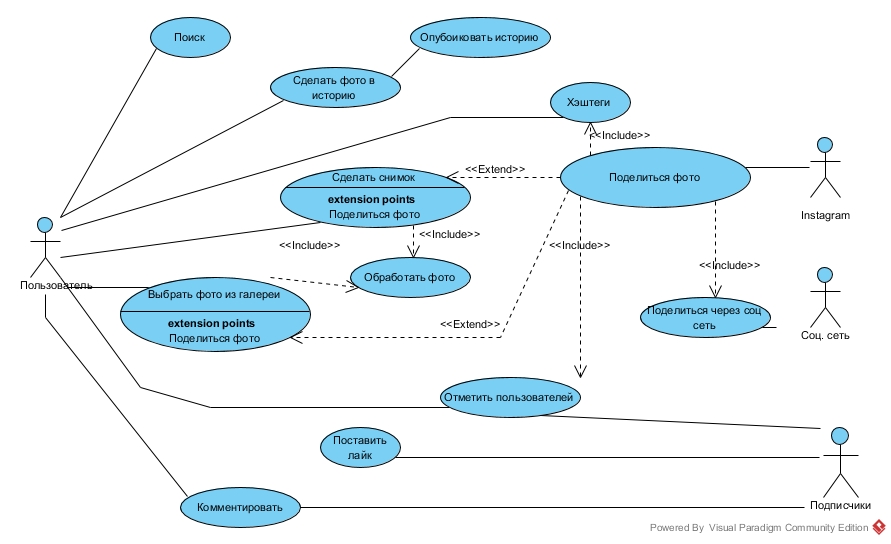 Поиск
Опубоиковать историю
Сделать фото в
историю
Хэштеги
<<Include>>
Сделать снимок
<<Extend>>
Поделиться фото
extension points
Поделиться фото
Instagram
<<Include>>
<<Include>>
<<Include>>
<<Include>>
Обработать фото
Пользователь
Выбрать фото из галереи
extension points
Поделиться фото
<<Extend>>
Поделиться через соц
сеть
Соц. сеть
Отметить пользователей
Поставить
лайк
Комментировать
Подписчики
Powered By Visual Paradigm Community Edition